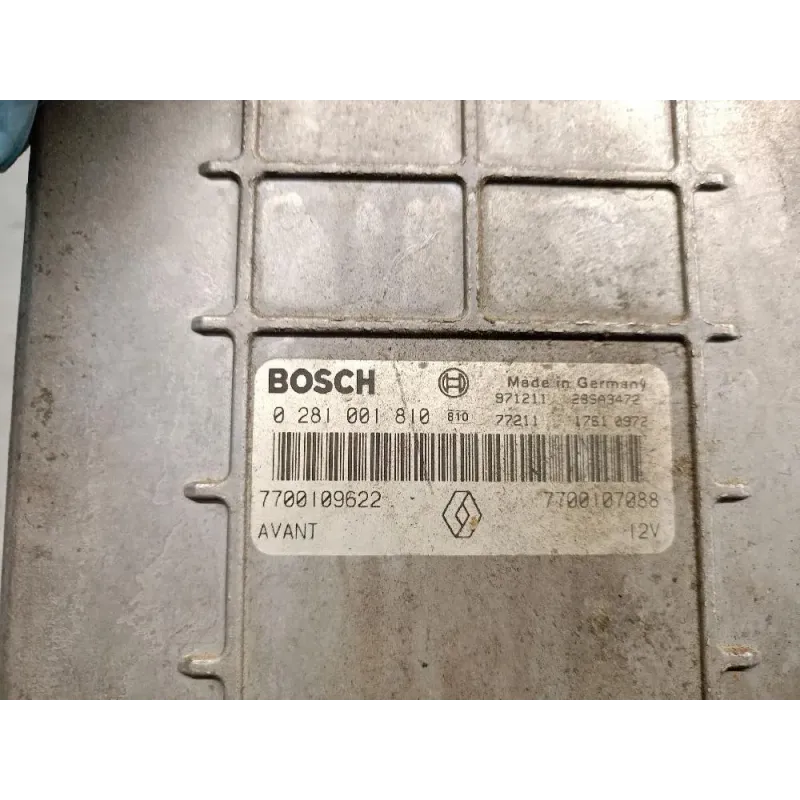 BOSCH Made in Germany
971211 28SA3472
0 281 001 810 810 77211 1761 0972
7700109622 7700107088
AVANT 12V